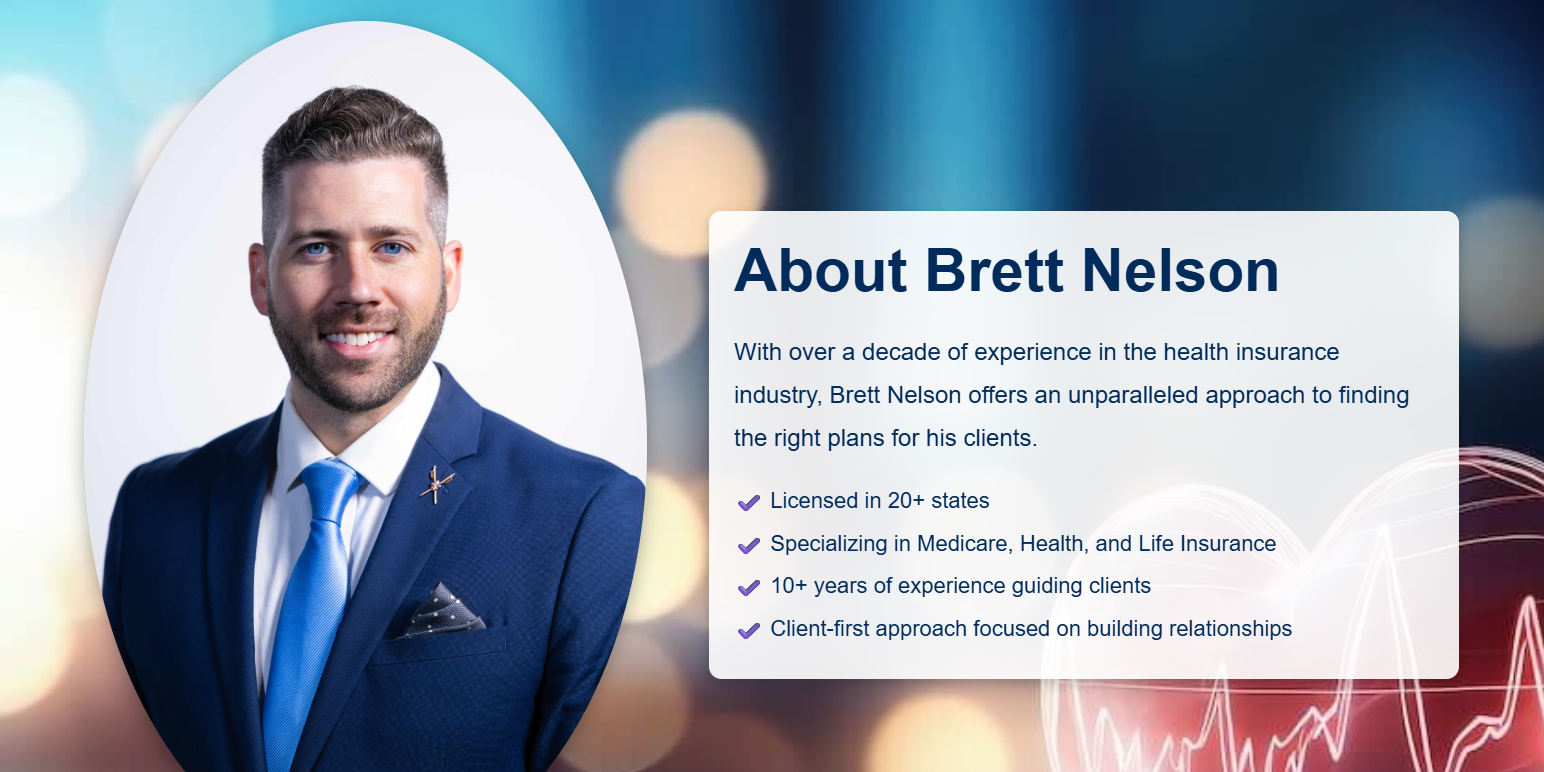 About Brett Nelson
With over a decade of experience in the health insurance
industry, Brett Nelson offers an unparalleled approach to finding
the right plans for his clients.
Licensed in 20+ states
Specializing in Medicare, Health, and Life Insurance
10+ years of experience guiding clients
Client-first approach focused on building relationships